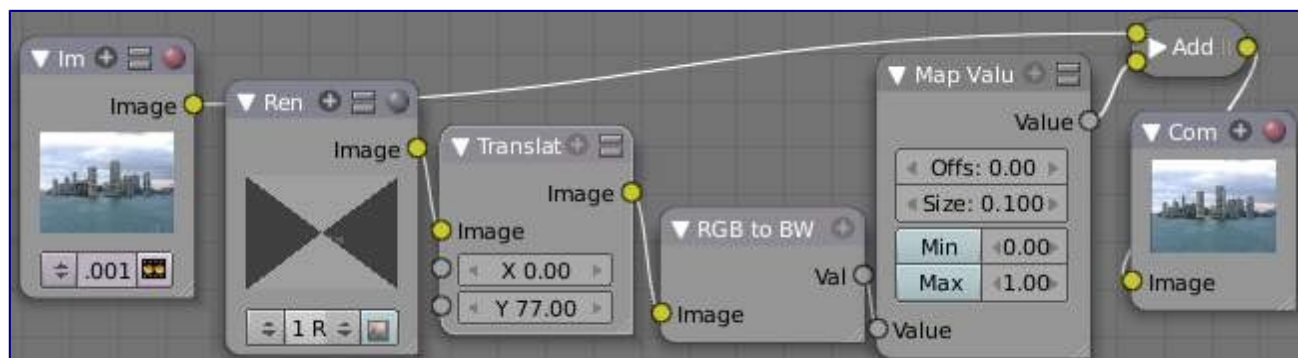 Im
Image
.001
Ren
Image
1 R
Translat
Image
Image
X 0.00
Y 77.00
RGB to BW
Val
Image
Map Valu
Value
Offs: 0.00
Size: 0.100
Min 0.00
Max 1.00
Value
Add
Com
Image